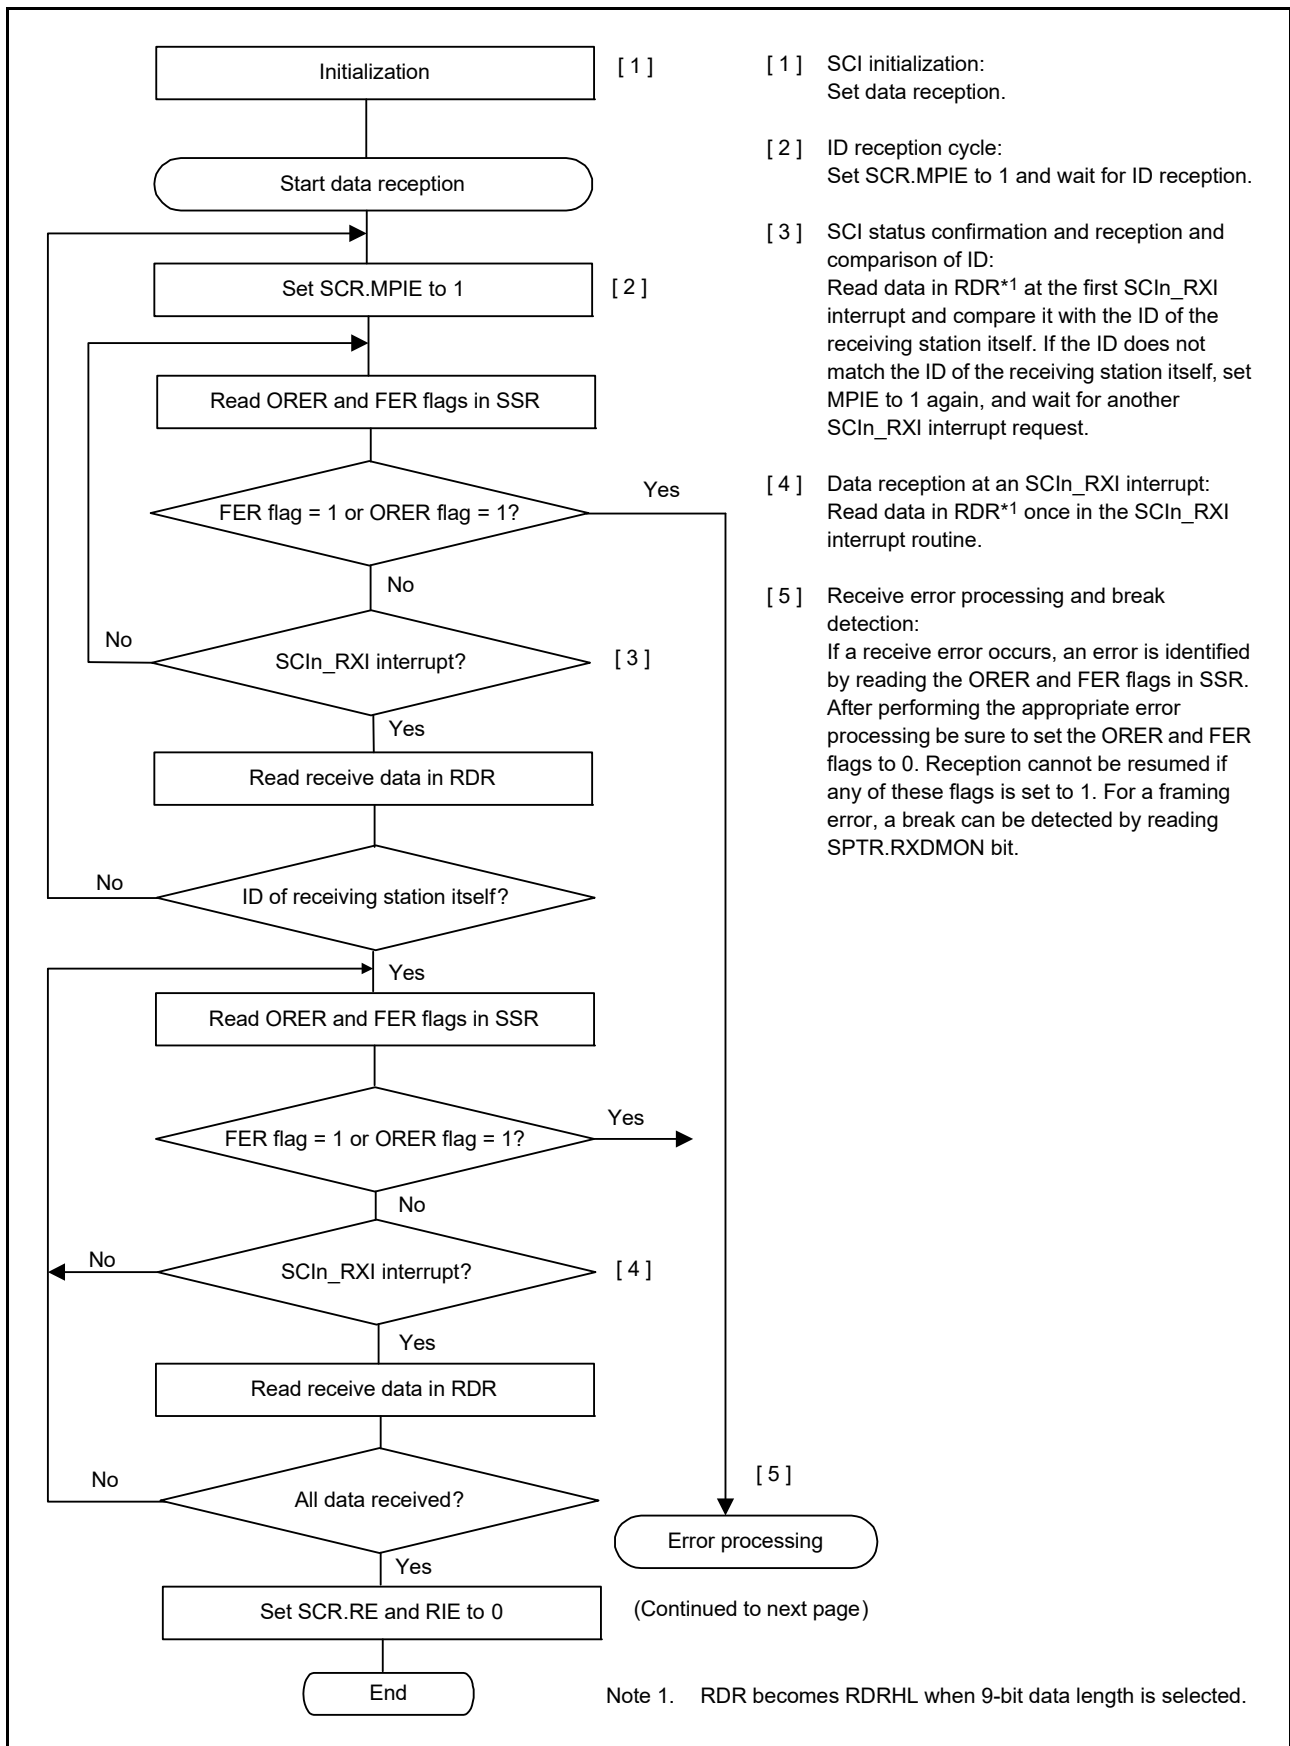 Initialization
[ 1 ]
Start data reception
Set SCR.MPIE to 1
[ 2 ]
Read ORER and FER flags in SSR
FER flag = 1 or ORER flag = 1?
Yes
No
No
SCIn_RXI interrupt?
[ 3 ]
Yes
Read receive data in RDR
No
ID of receiving station itself?
Yes
Read ORER and FER flags in SSR
FER flag = 1 or ORER flag = 1?
Yes
No
No
SCIn_RXI interrupt?
[ 4 ]
Yes
Read receive data in RDR
No
All data received?
Yes
Set SCR.RE and RIE to 0
End
[ 5 ]
Error processing
(Continued to next page)
[ 1 ] SCI initialization:
Set data reception.
[ 2 ] ID reception cycle:
Set SCR.MPIE to 1 and wait for ID reception.
[ 3 ] SCI status confirmation and reception and
comparison of ID:
Read data in RDR*1 at the first SCIn_RXI
interrupt and compare it with the ID of the
receiving station itself. If the ID does not
match the ID of the receiving station itself, set
MPIE to 1 again, and wait for another
SCIn_RXI interrupt request.
[ 4 ] Data reception at an SCIn_RXI interrupt:
Read data in RDR*1 once in the SCIn_RXI
interrupt routine.
[ 5 ] Receive error processing and break
detection:
If a receive error occurs, an error is identified
by reading the ORER and FER flags in SSR.
After performing the appropriate error
processing be sure to set the ORER and FER
flags to 0. Reception cannot be resumed if
any of these flags is set to 1. For a framing
error, a break can be detected by reading
SPTR.RXDMON bit.
Note 1. RDR becomes RDRHL when 9-bit data length is selected.